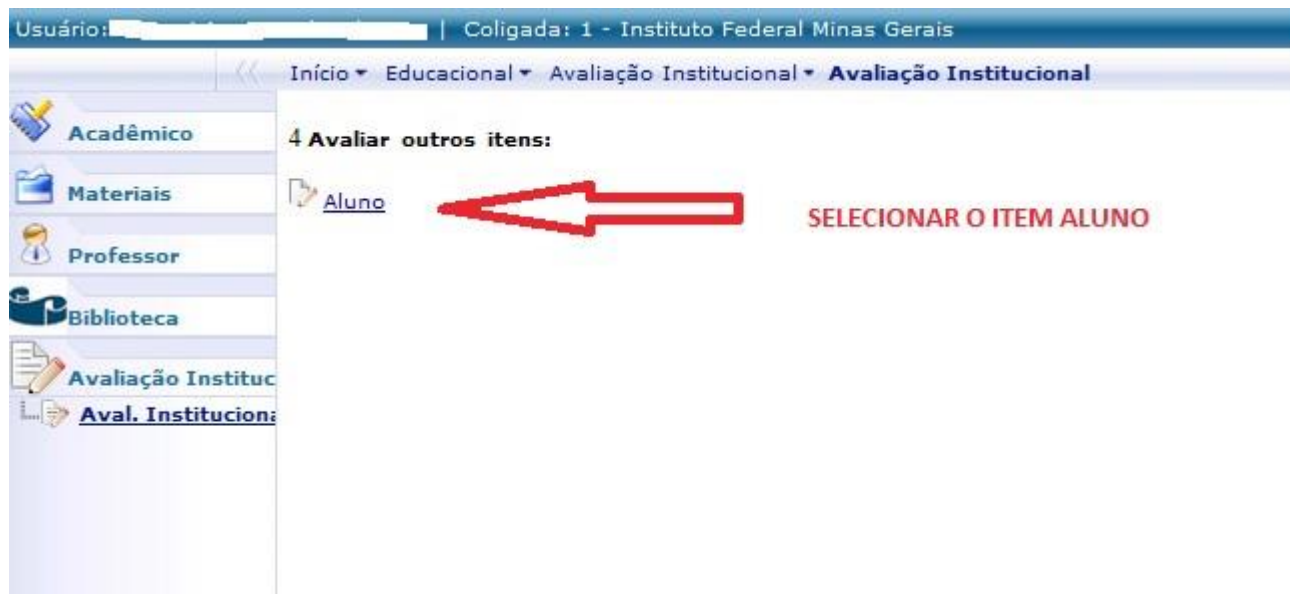 Usuário: | Coligada: 1 - Instituto Federal Minas Gerais
Início Educacional Avaliação Institucional Avaliação Institucional
Acadêmico
Materiais
Professor
Biblioteca
Avaliação Instituc
Aval. Instituciona
4 Avaliar outros itens:
Aluno
SELECIONAR O ITEM ALUNO